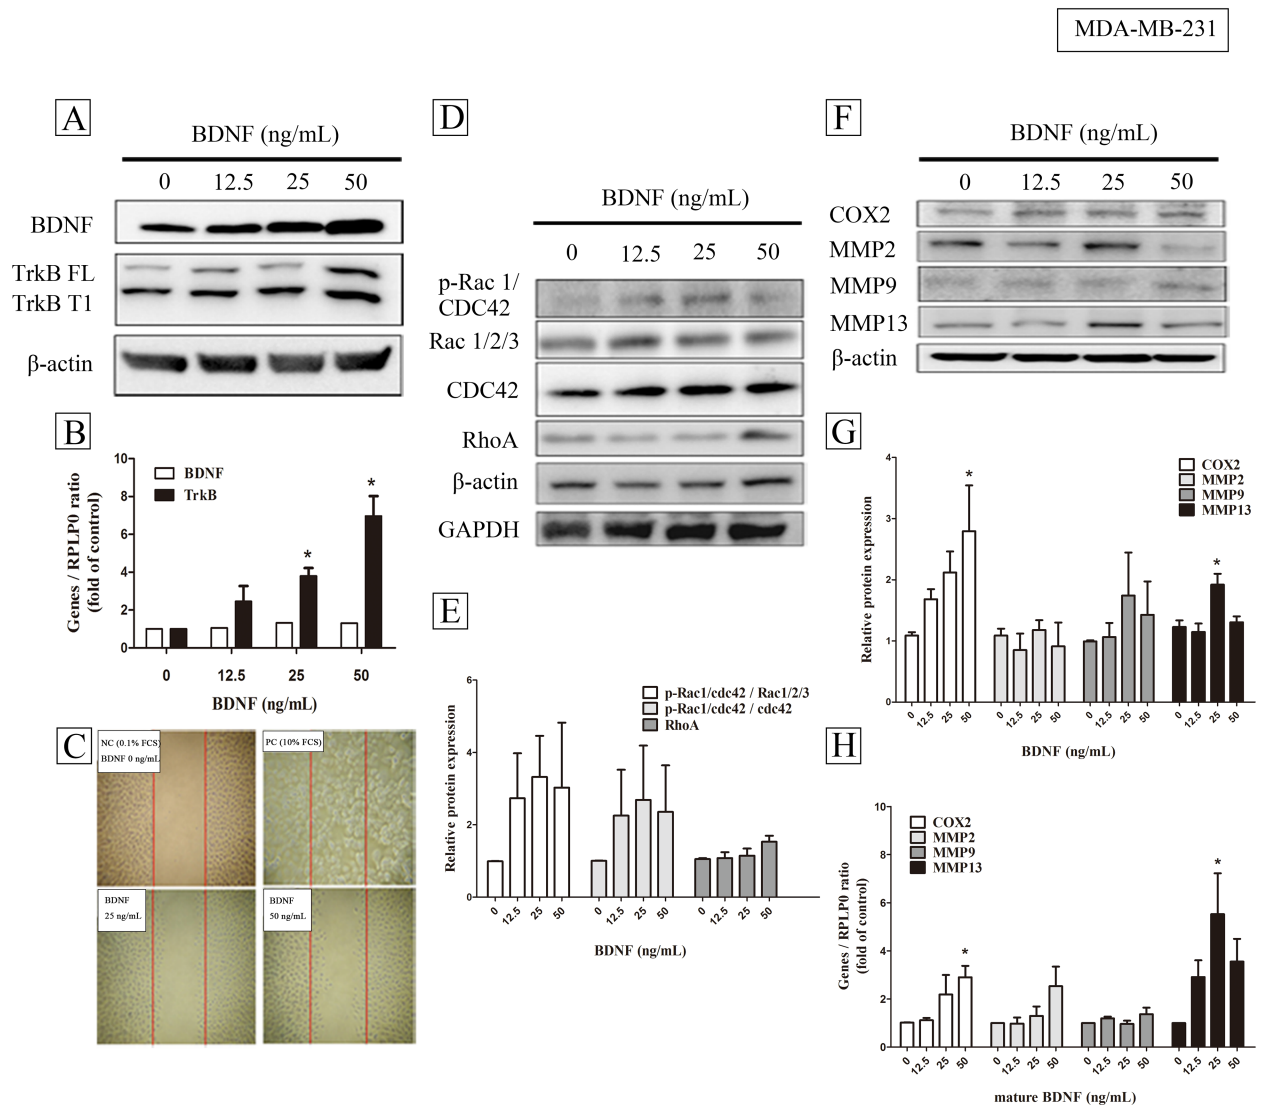 MDA-MB-231
A
BDNF (ng/mL)
0 12.5 25 50
BDNF
TrkB FL
TrkB T1
β-actin
B
10
8
6
4
2
0
Genes / RPLP0 ratio
(fold of control)
BDNF
TrkB
*
*
0 12.5 25 50
BDNF (ng/mL)
C
NC (0.1% FCS)
BDNF 0 ng/mL
PC (10% FCS)
BDNF
25 ng/mL
BDNF
50 ng/mL
D
BDNF (ng/mL)
0 12.5 25 50
p-Rac 1/
CDC42
Rac 1/2/3
CDC42
RhoA
β-actin
GAPDH
E
6
4
2
0
Relative protein expression
p-Rac1/cdc42 / Rac1/2/3
p-Rac1/cdc42 / cdc42
RhoA
0 12.5 25 50 0 12.5 25 50 0 12.5 25 50
BDNF (ng/mL)
F
BDNF (ng/mL)
0 12.5 25 50
COX2
MMP2
MMP9
MMP13
β-actin
G
4
3
2
1
0
Relative protein expression
COX2
MMP2
MMP9
MMP13
*
*
0 12.5 25 50 0 12.5 25 50 0 12.5 25 50 0 12.5 25 50
BDNF (ng/mL)
H
10
8
6
4
2
0
Genes / RPLP0 ratio
(fold of control)
COX2
MMP2
MMP9
MMP13
*
*
0 12.5 25 50 0 12.5 25 50 0 12.5 25 50 0 12.5 25 50
mature BDNF (ng/mL)